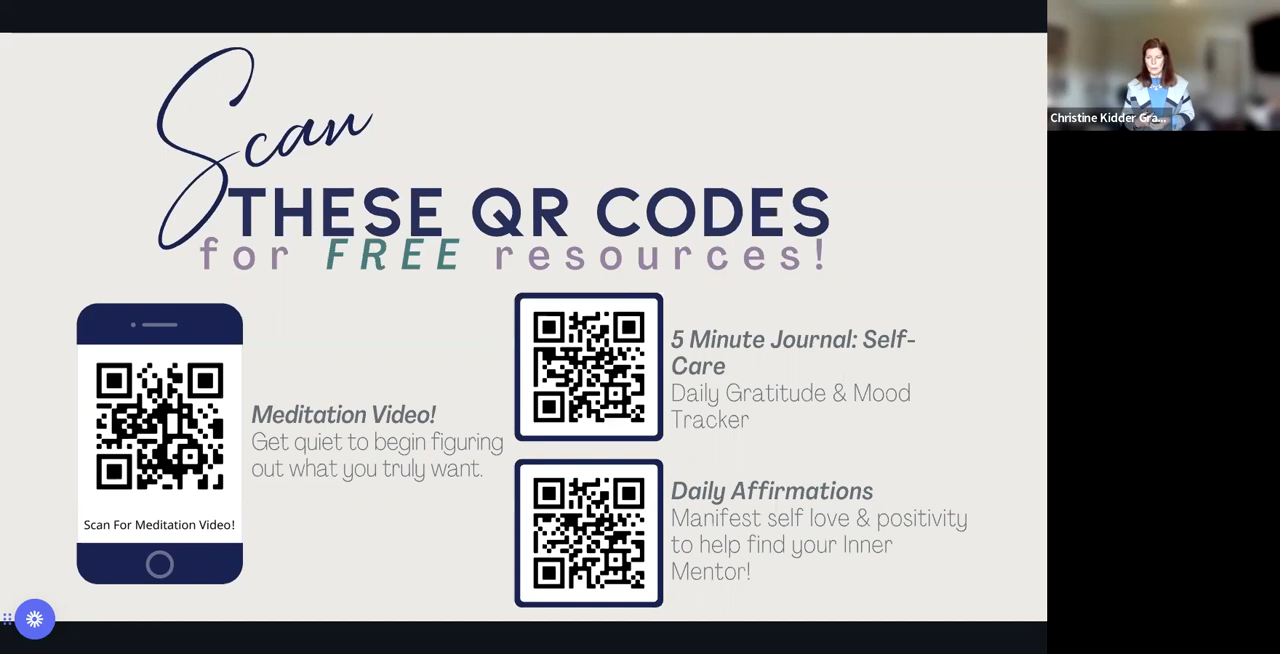 Scan
THESE QR CODES
for FREE resources!
Scan For Meditation Video!
Meditation Video!
Get quiet to begin figuring
out what you truly want.
5 Minute Journal: Self-
Care
Daily Gratitude & Mood
Tracker
Daily Affirmations
Manifest self love & positivity
to help find your Inner
Mentor!
Christine Kidder Gra...